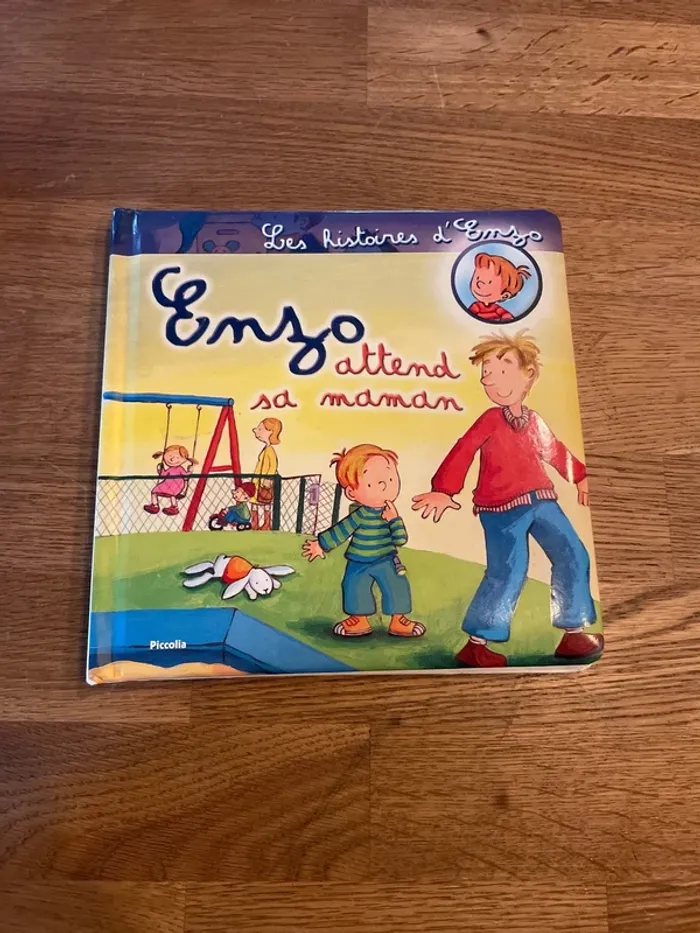 Les histoires d'Enzo
Enzo
attend
sa maman
Piccolia